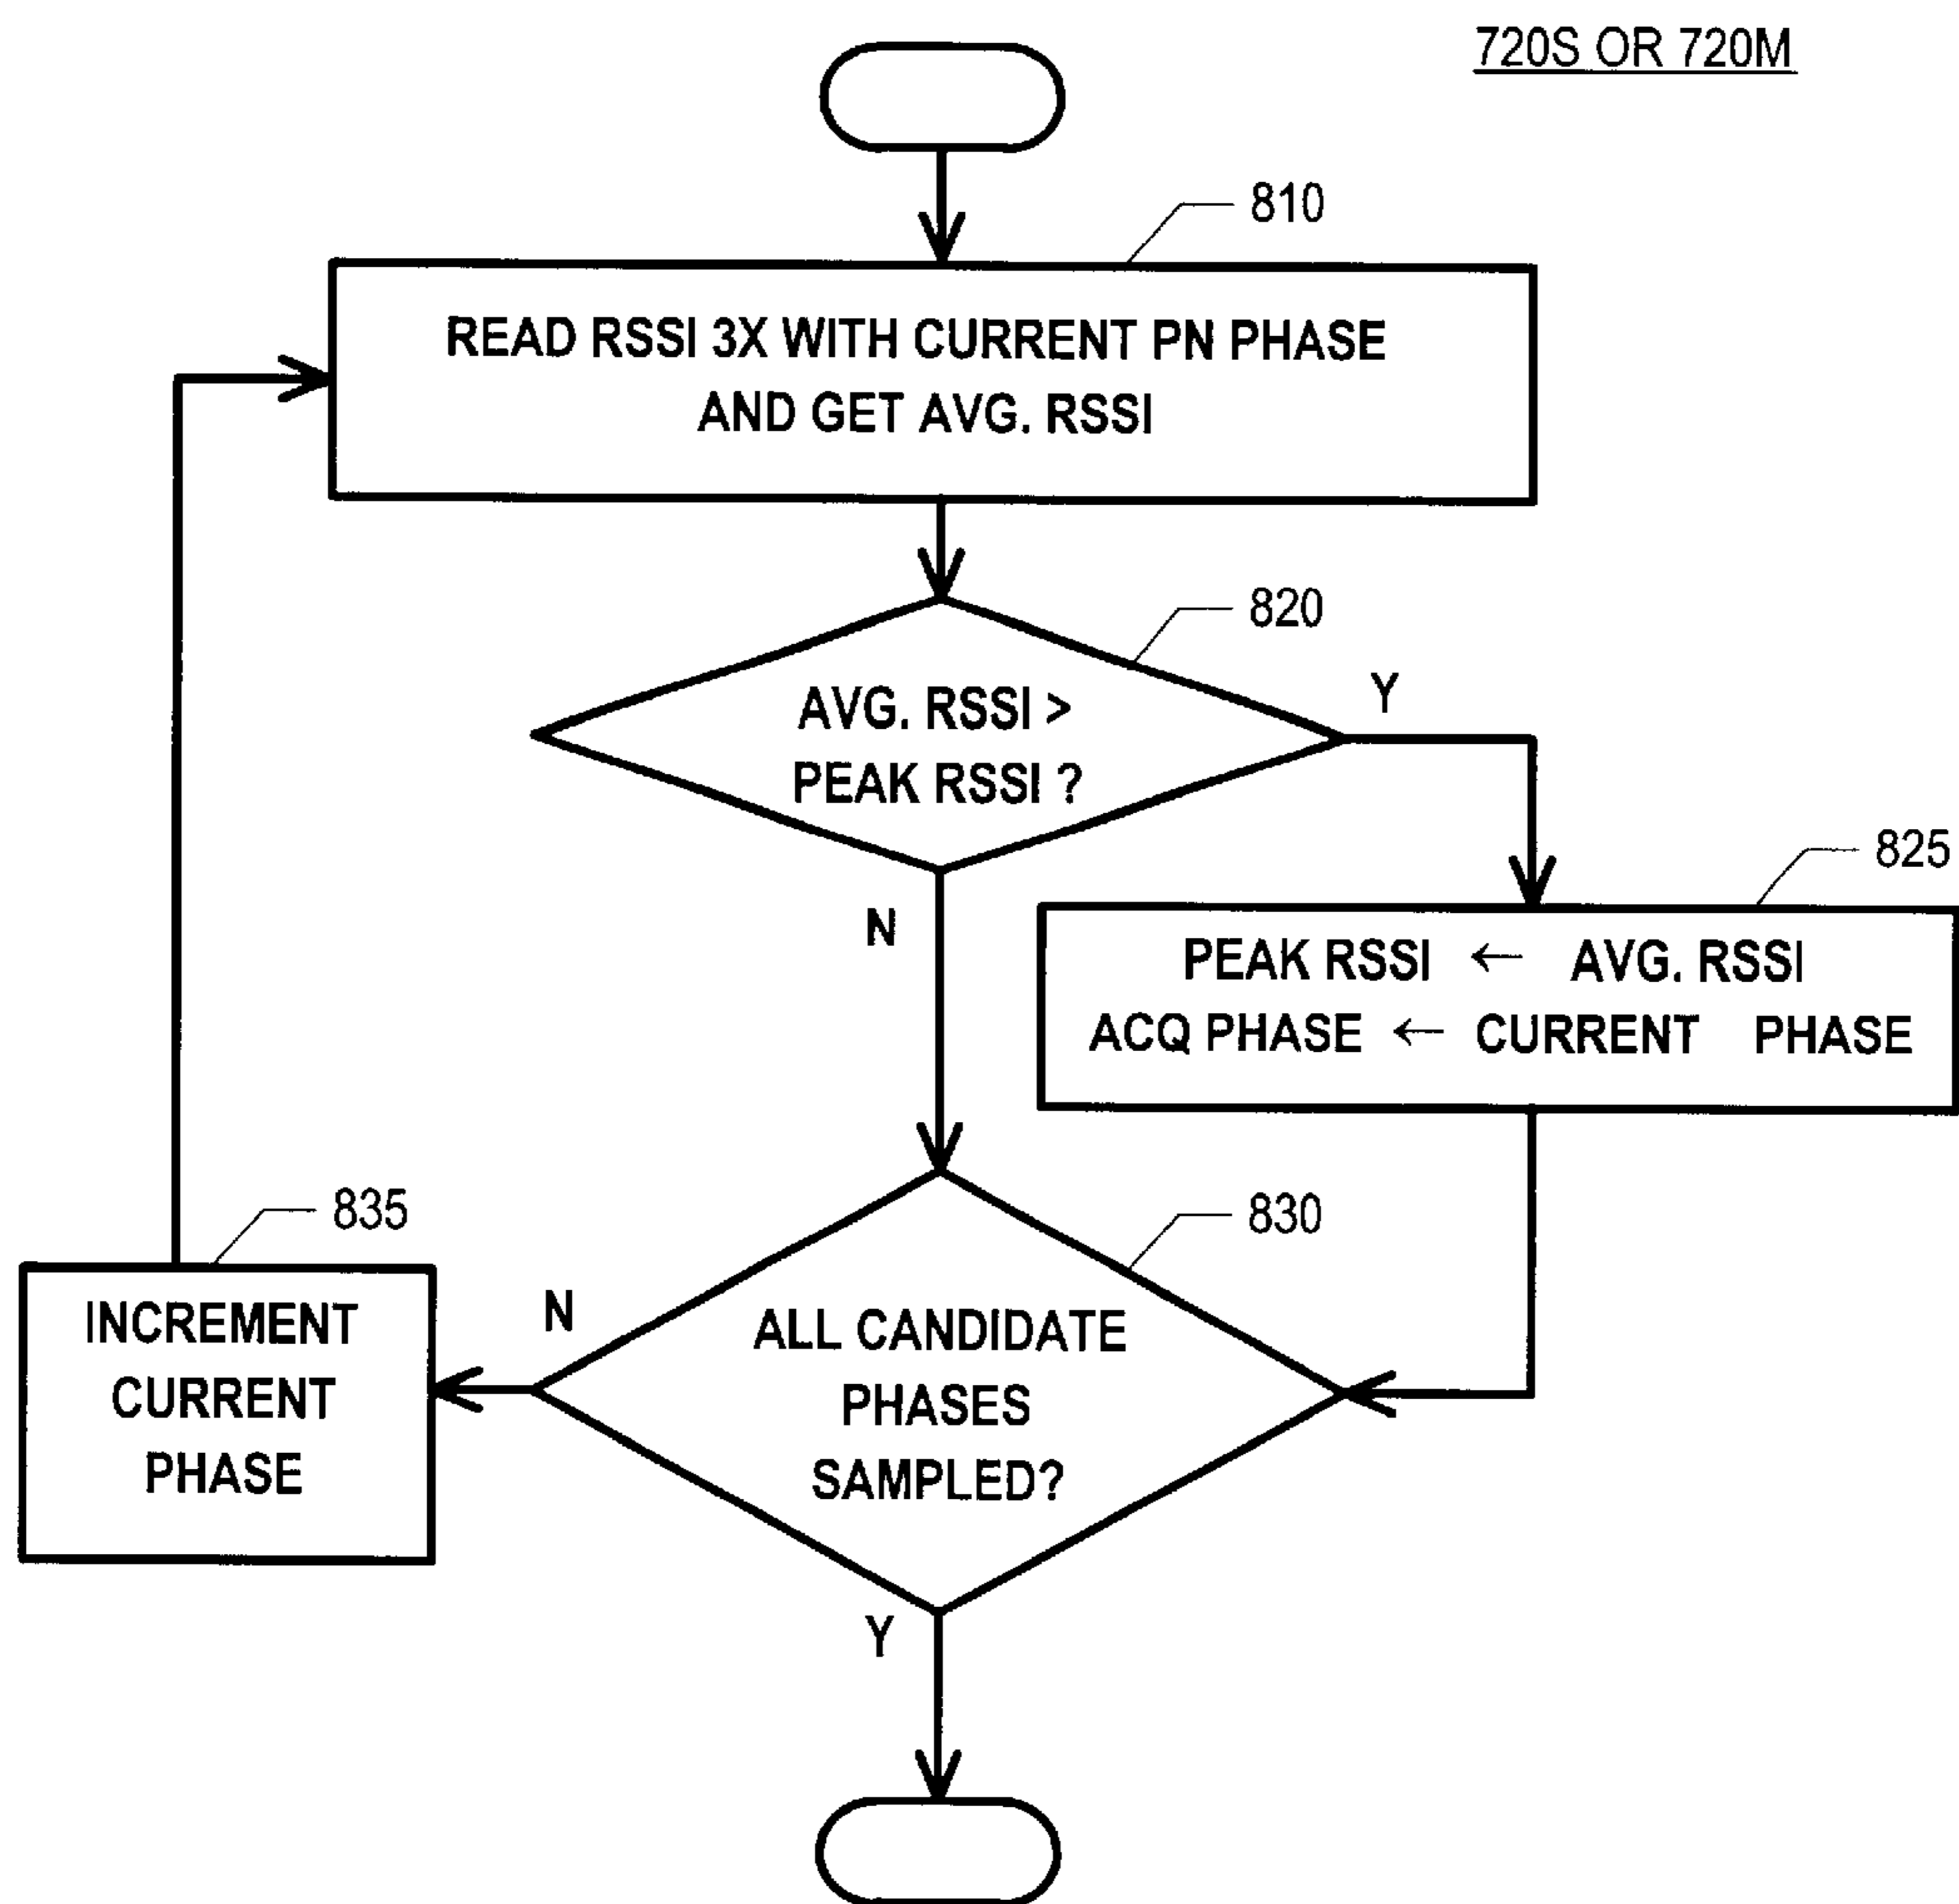 720S OR 720M
810
READ RSSI 3X WITH CURRENT PN PHASE
AND GET AVG. RSSI
820
AVG. RSSI >
PEAK RSSI ?
Y
N
825
PEAK RSSI ← AVG. RSSI
ACQ PHASE ← CURRENT PHASE
830
ALL CANDIDATE
PHASES
SAMPLED?
N
835
INCREMENT
CURRENT
PHASE
Y